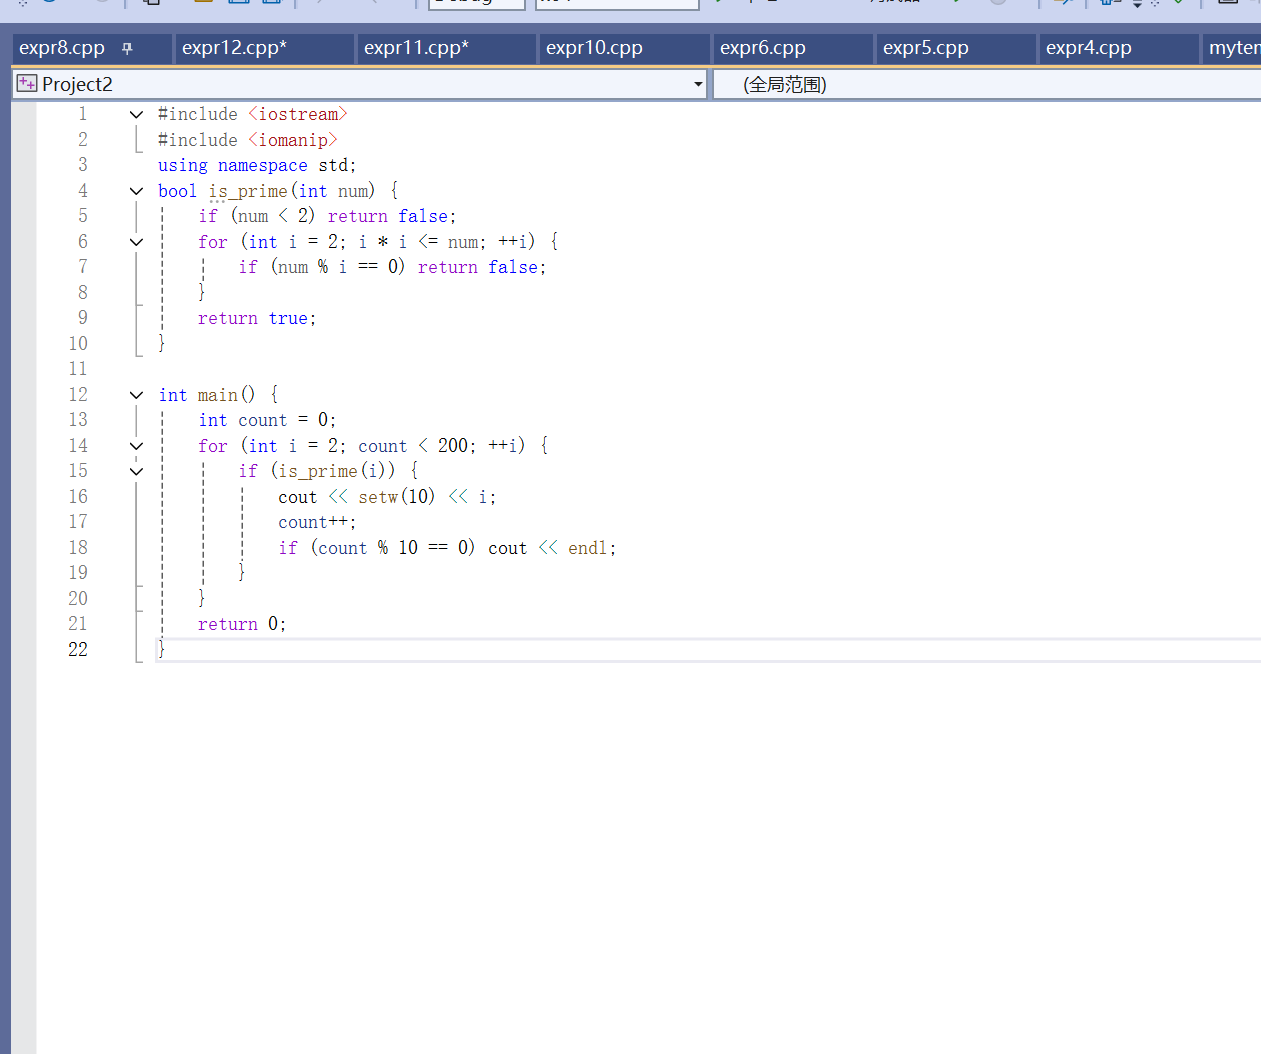 expr8.cpp expr12.cpp* expr11.cpp* expr10.cpp expr6.cpp expr5.cpp expr4.cpp
Project2 (全局范围)
1 #include <iostream>
2 #include <iomanip>
3 using namespace std;
4 bool is_prime(int num) {
5 if (num < 2) return false;
6 for (int i = 2; i * i <= num; ++i) {
7 if (num % i == 0) return false;
8 }
9 return true;
10 }
11
12 int main() {
13 int count = 0;
14 for (int i = 2; count < 200; ++i) {
15 if (is_prime(i)) {
16 cout << setw(10) << i;
17 count++;
18 if (count % 10 == 0) cout << endl;
19 }
20 }
21 return 0;
22 }